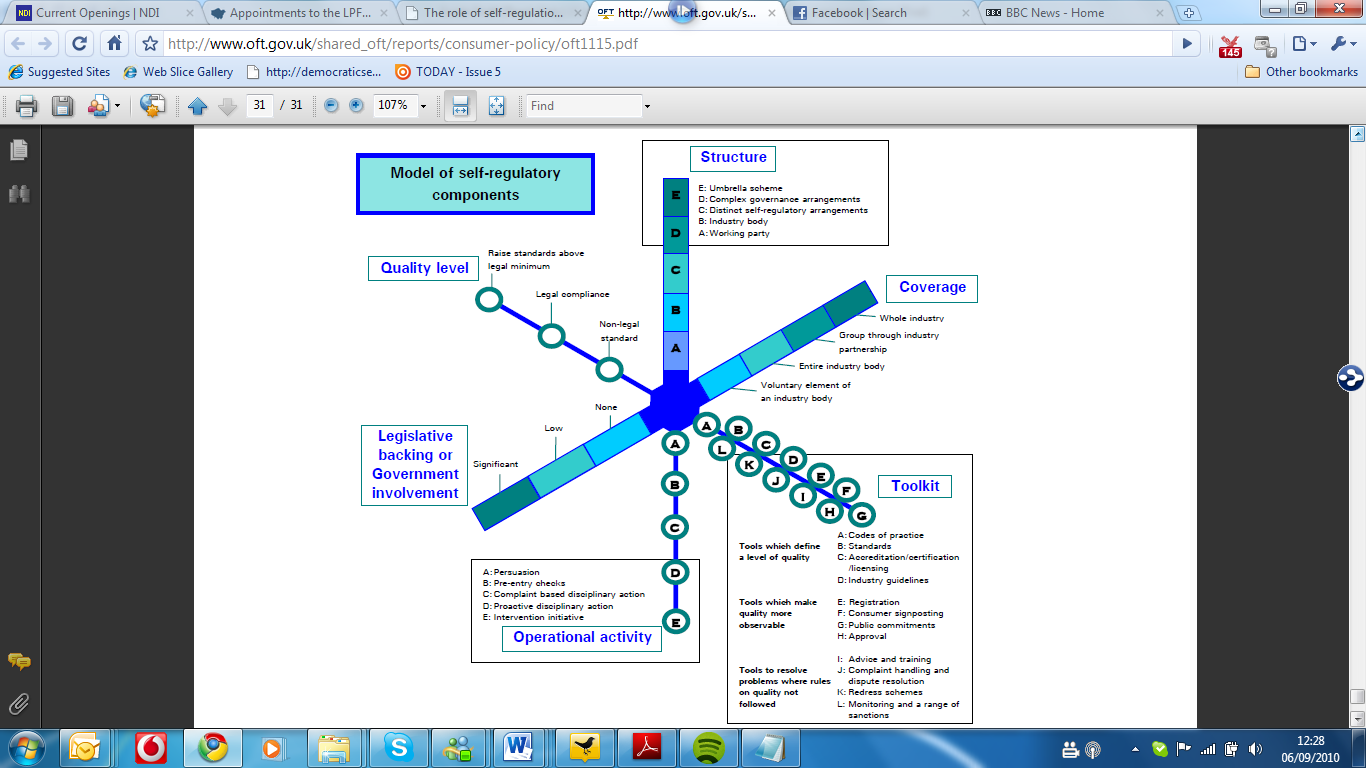 Current Openings | NDI
Appointments to the LPF...
The role of self-regulatio...
OFT http://www.oft.gov.uk/s...
Facebook | Search
BBC News - Home
http://www.oft.gov.uk/shared_oft/reports/consumer-policy/oft1115.pdf
145
Suggested Sites
Web Slice Gallery
http://democraticse...
TODAY - Issue 5
Other bookmarks
31 / 31
107%
Find
Model of self-regulatory
components
Structure
E: Umbrella scheme
D: Complex governance arrangements
C: Distinct self-regulatory arrangements
B: Industry body
A: Working party
E
D
C
B
A
Quality level
Raise standards above
legal minimum
Legal compliance
Non-legal
standard
Coverage
Whole industry
Group through industry
partnership
Entire industry body
Voluntary element of
an industry body
Legislative
backing or
Government
involvement
None
Low
Significant
A
B
C
D
E
A: Persuasion
B: Pre-entry checks
C: Complaint based disciplinary action
D: Proactive disciplinary action
E: Intervention initiative
Operational activity
A
B
C
D
E
F
G
H
I
J
K
L
Toolkit
Tools which define
a level of quality
A: Codes of practice
B: Standards
C: Accreditation/certification
/licensing
D: Industry guidelines
Tools which make
quality more
observable
E: Registration
F: Consumer signposting
G: Public commitments
H: Approval
Tools to resolve
problems where rules
on quality not
followed
I: Advice and training
J: Complaint handling and
dispute resolution
K: Redress schemes
L: Monitoring and a range of
sanctions
12:28
06/09/2010